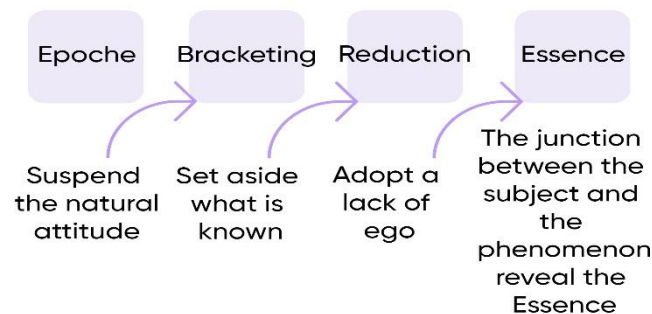 Epoche
Bracketing
Reduction
Essence
Suspend
the natural
attitude
Set aside
what is
known
Adopt a
lack of
ego
The junction
between the
subject and
the
phenomenon
reveal the
Essence